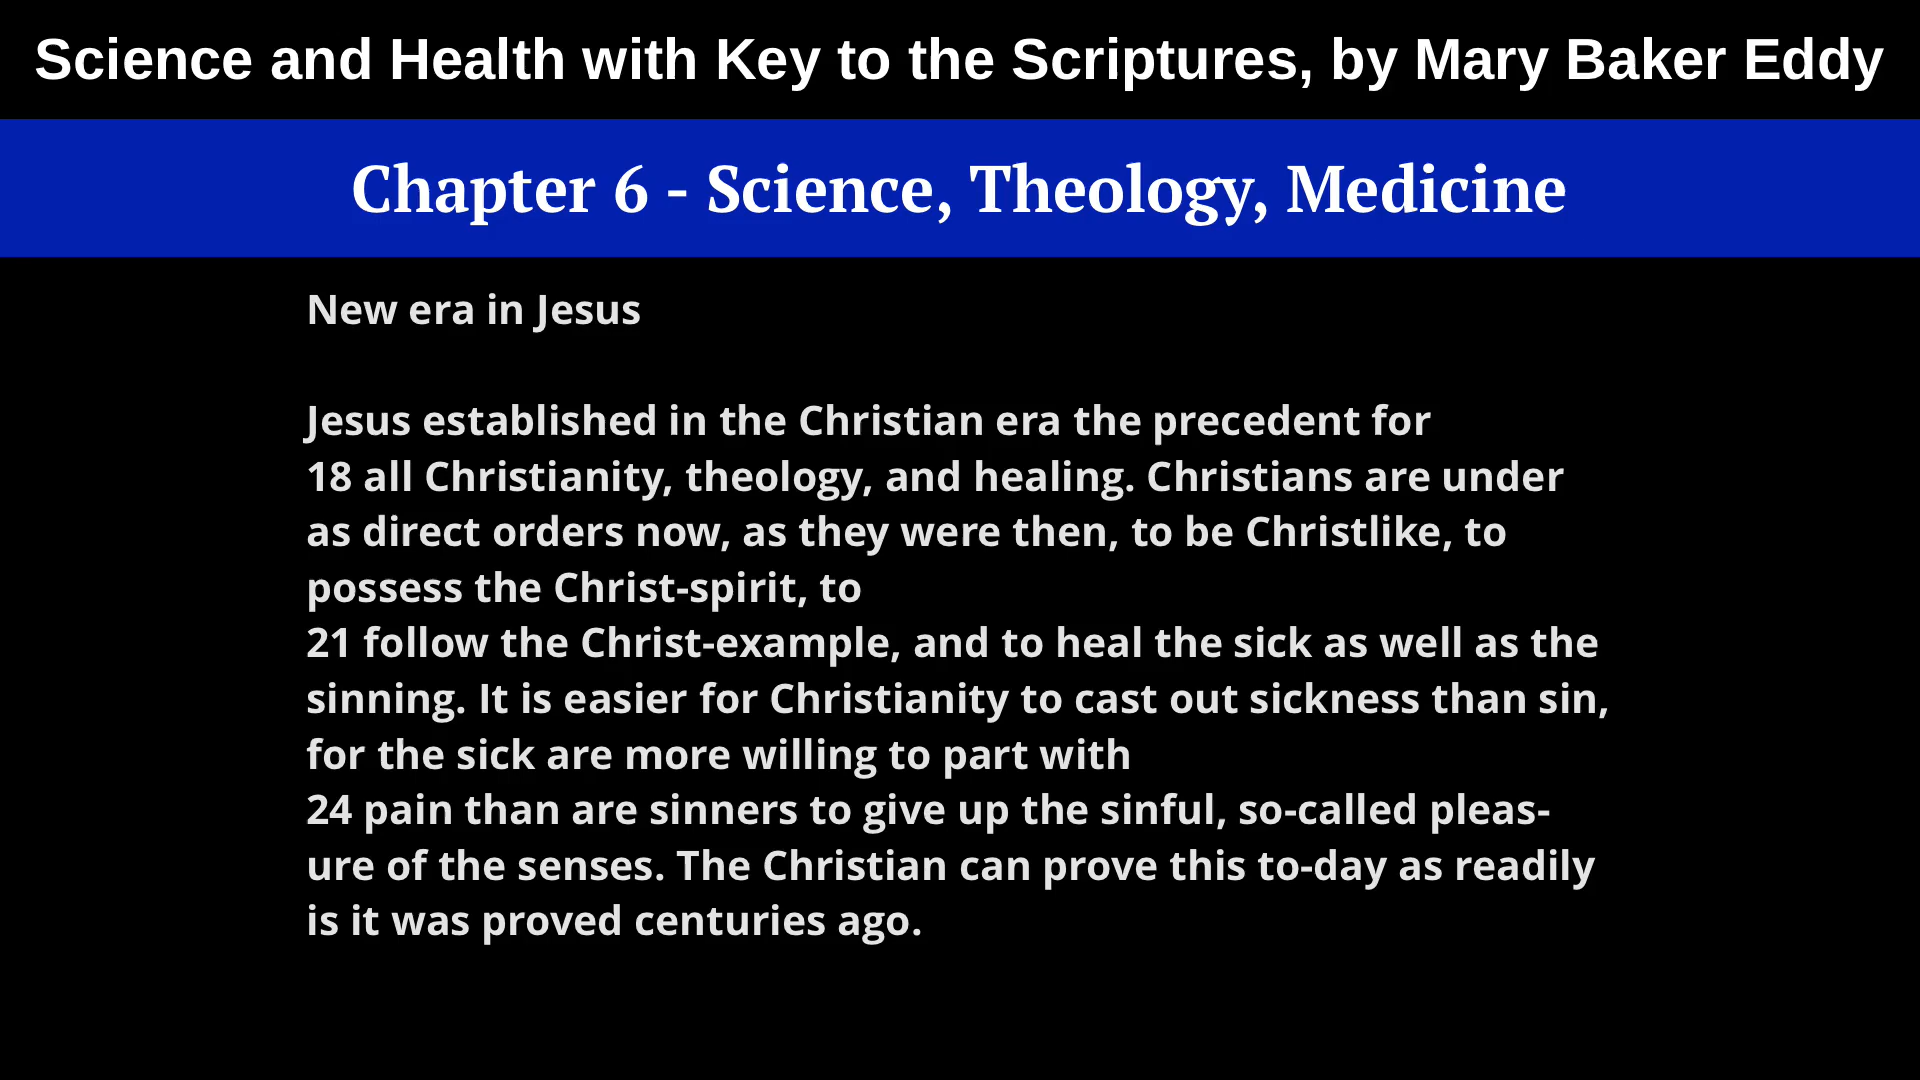 Science and Health with Key to the Scriptures, by Mary Baker Eddy
Chapter 6 - Science, Theology, Medicine
New era in Jesus
Jesus established in the Christian era the precedent for
18 all Christianity, theology, and healing. Christians are under
as direct orders now, as they were then, to be Christlike, to
possess the Christ-spirit, to
21 follow the Christ-example, and to heal the sick as well as the
sinning. It is easier for Christianity to cast out sickness than sin,
for the sick are more willing to part with
24 pain than are sinners to give up the sinful, so-called pleas-
ure of the senses. The Christian can prove this to-day as readily
is it was proved centuries ago.